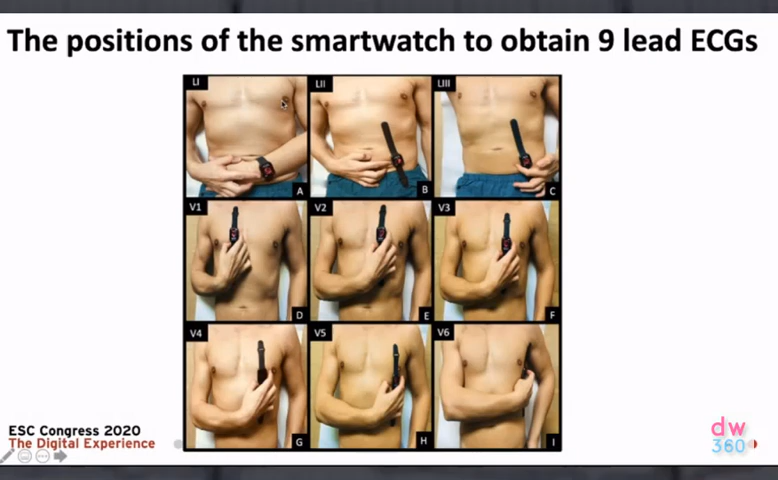 The positions of the smartwatch to obtain 9 lead ECGs
LI
LII
LIII
A
B
C
V1
V2
V3
D
E
F
V4
V5
V6
G
H
I
ESC Congress 2020
The Digital Experience
dw
360